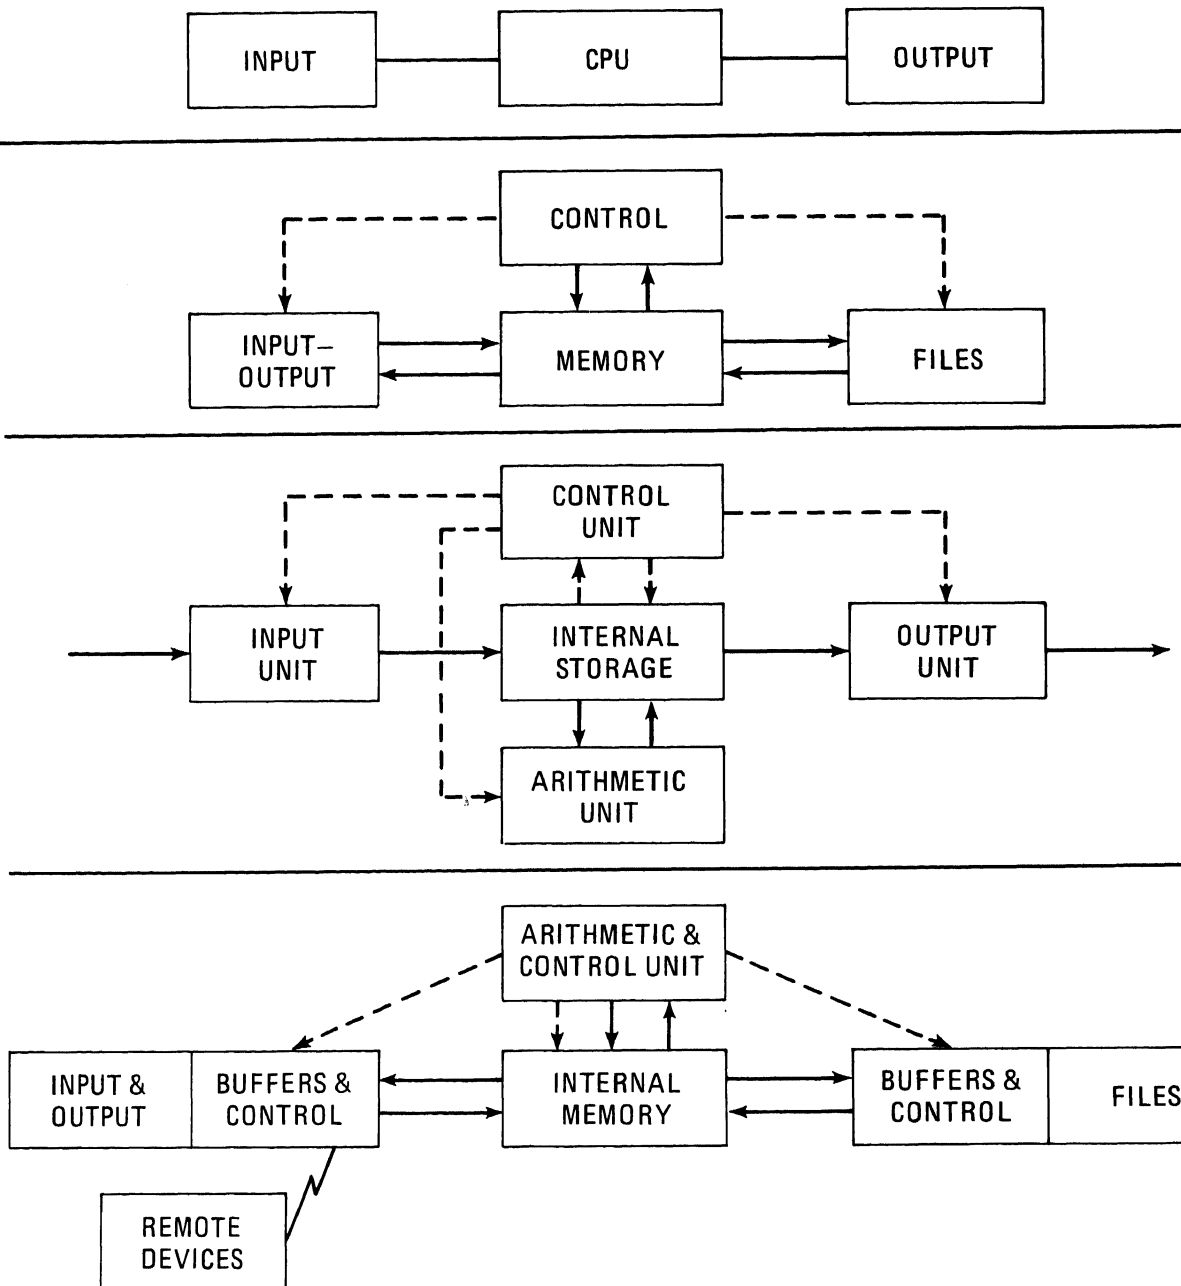 INPUT
CPU
OUTPUT
CONTROL
INPUT–
OUTPUT
MEMORY
FILES
CONTROL
UNIT
INPUT
UNIT
INTERNAL
STORAGE
OUTPUT
UNIT
ARITHMETIC
UNIT
ARITHMETIC &
CONTROL UNIT
INPUT &
OUTPUT
BUFFERS &
CONTROL
INTERNAL
MEMORY
BUFFERS &
CONTROL
FILES
REMOTE
DEVICES